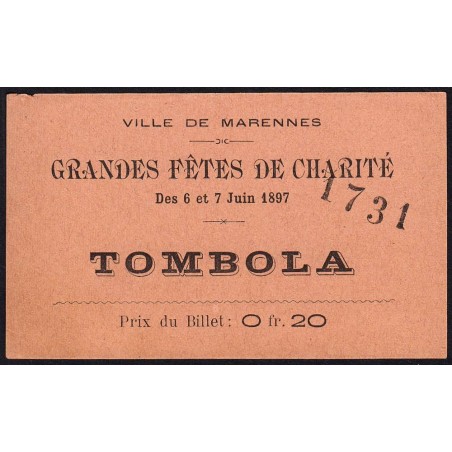 VILLE DE MARENNES
GRANDES FÊTES DE CHARITÉ
Des 6 et 7 Juin 1897
1731
TOMBOLA
Prix du Billet : 0 fr. 20